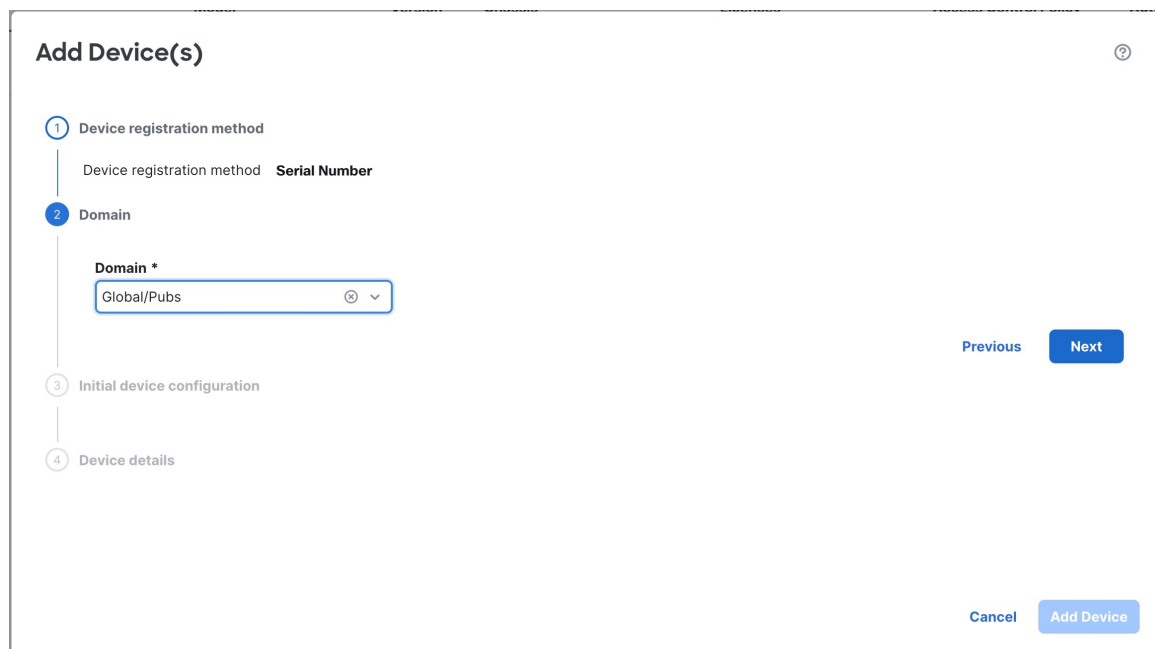 Add Device(s)
1 Device registration method
Device registration method Serial Number
2 Domain
Domain *
Global/Pubs
Previous Next
3 Initial device configuration
4 Device details
Cancel Add Device